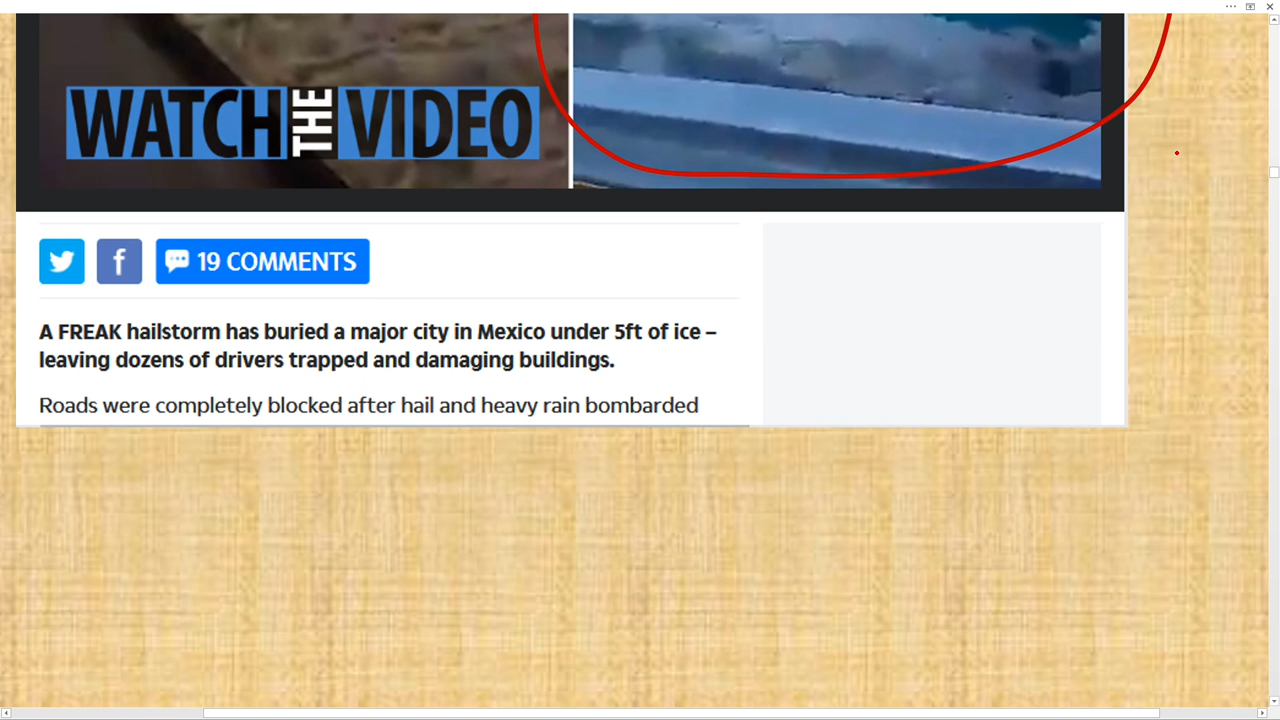 WATCH THE VIDEO
19 COMMENTS
A FREAK hailstorm has buried a major city in Mexico under 5ft of ice –
leaving dozens of drivers trapped and damaging buildings.
Roads were completely blocked after hail and heavy rain bombarded